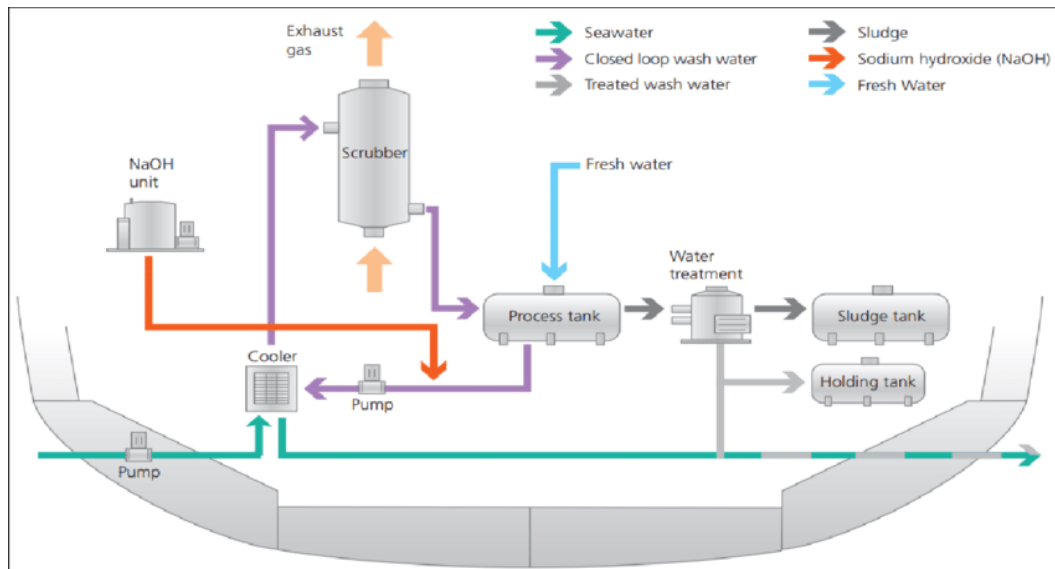 Exhaust
gas
Seawater
Closed loop wash water
Treated wash water
Sludge
Sodium hydroxide (NaOH)
Fresh Water
NaOH
unit
Scrubber
Fresh water
Water
treatment
Process tank
Sludge tank
Cooler
Holding tank
Pump
Pump